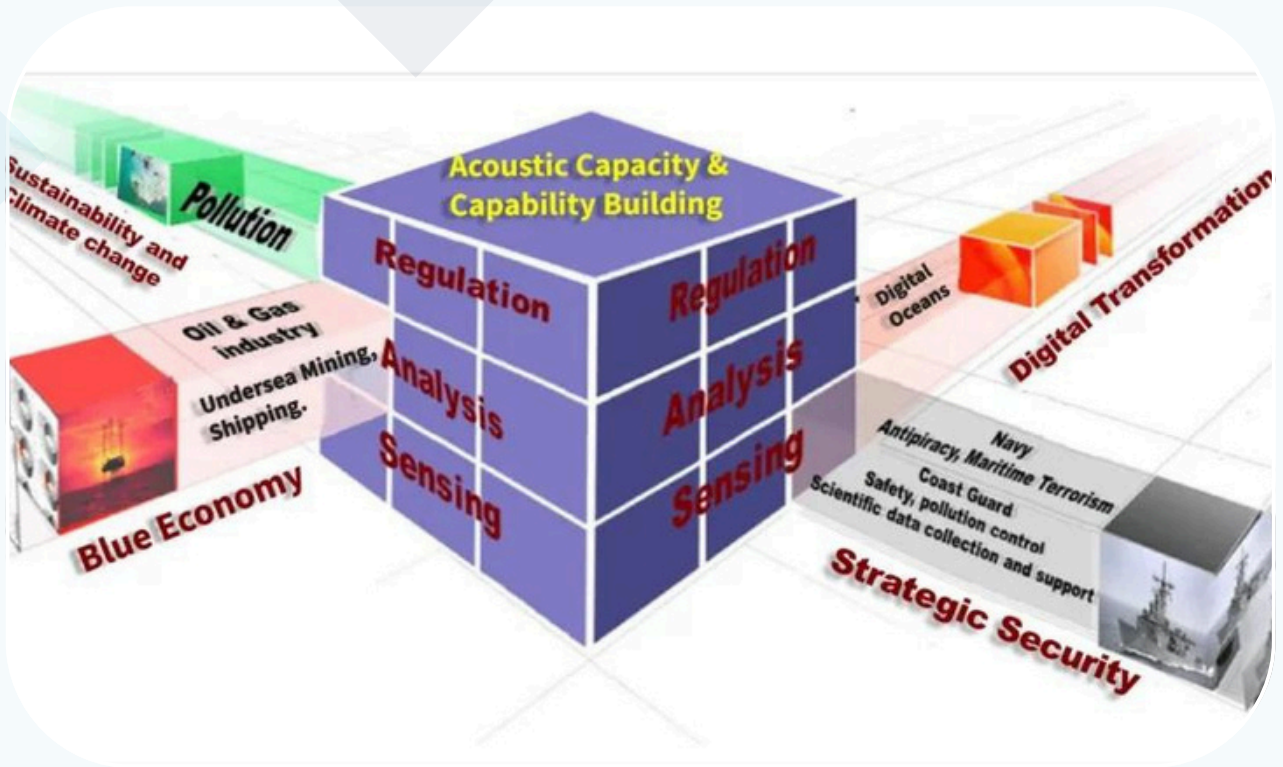 Acoustic Capacity &
Capability Building
Regulation
Analysis
Sensing
Regulation
Analysis
Sensing
Pollution
Sustainability and
Climate change
Oil & Gas
industry
Undersea Mining,
Shipping.
Blue Economy
Digital
Oceans
Digital Transformation
Navy
Antipiracy, Maritime Terrorism
Coast Guard
Safety, pollution control
Scientific data collection and support
Strategic Security